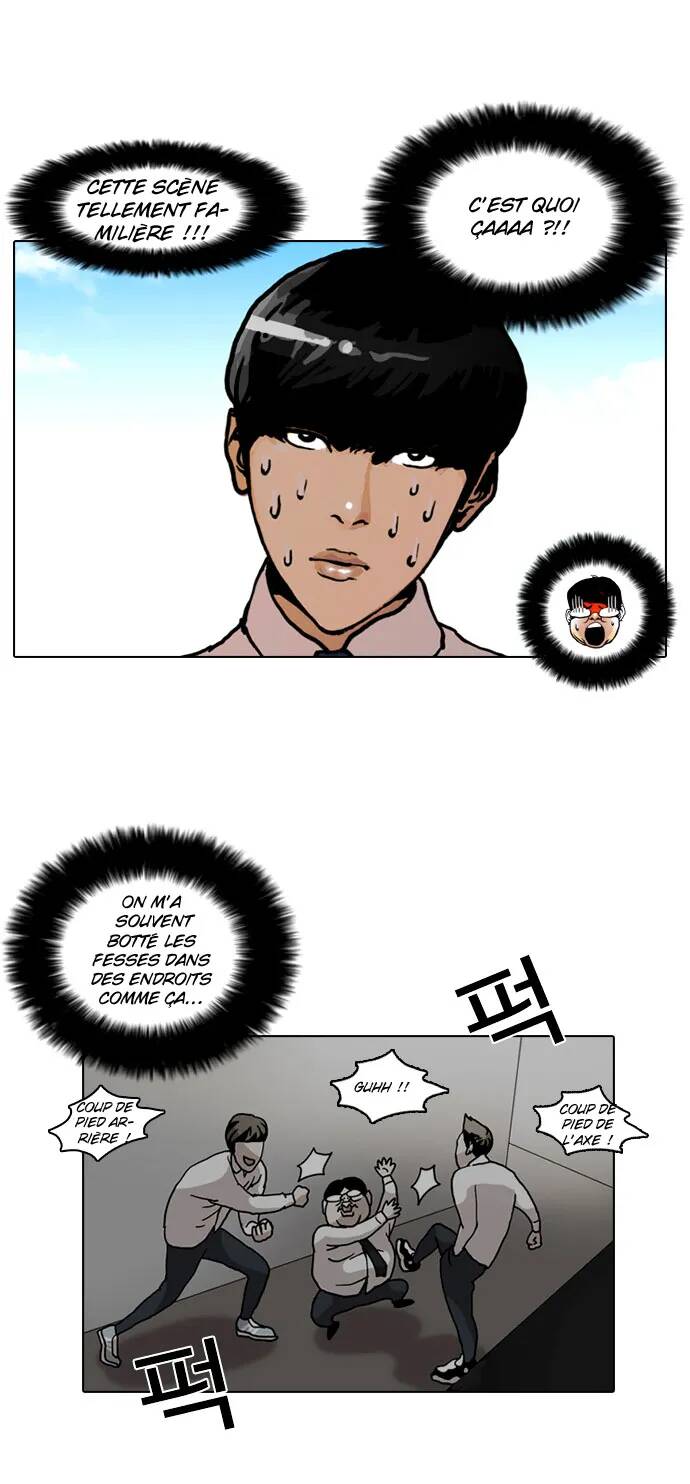 CETTE SCÈNE
TELLEMENT FA-
MILIÈRE !!!
C'EST QUOI
ÇAAAA ?!!
ON M'A
SOUVENT
BOTTÉ LES
FESSES DANS
DES ENDROITS
COMME ÇA...
퍽
COUP DE
PIED AR-
RIÈRE !
GUHH !!
COUP DE
PIED DE
L'AXE !
퍽